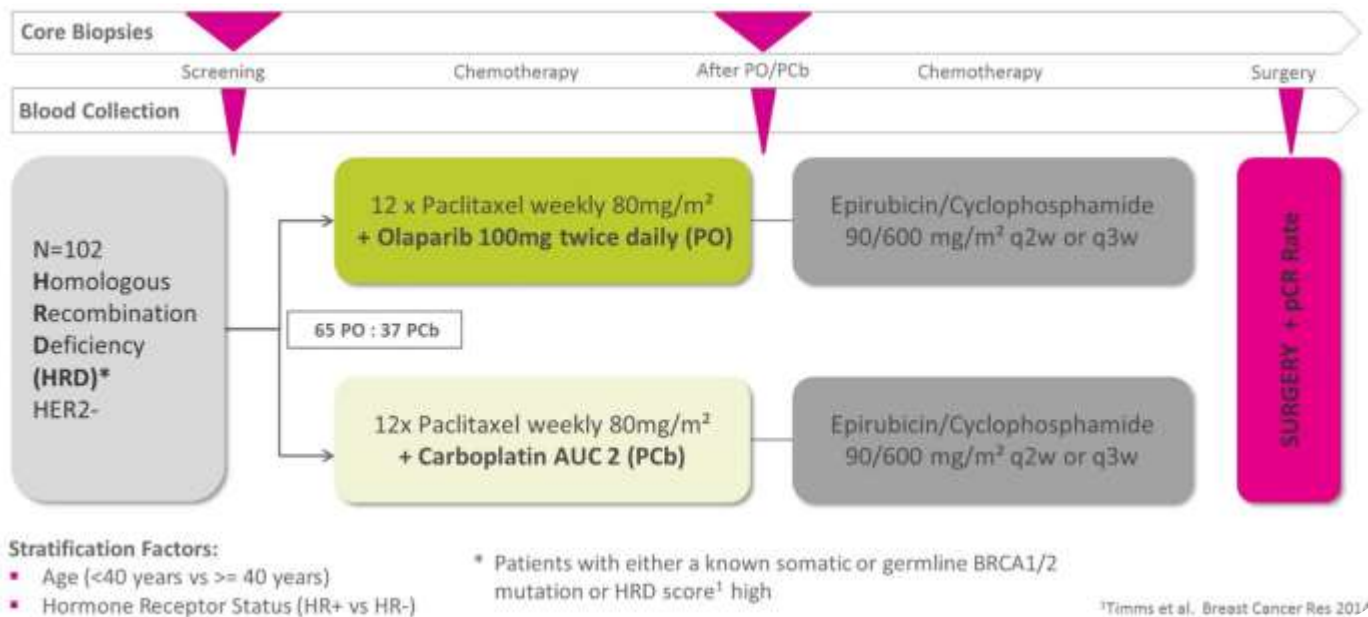 Core Biopsies
Screening
Chemotherapy
After PO/PCb
Chemotherapy
Surgery
Blood Collection
N=102
Homologous
Recombination
Deficiency
(HRD)*
HER2-
12 x Paclitaxel weekly 80mg/m²
+ Olaparib 100mg twice daily (PO)
Epirubicin/Cyclophosphamide
90/600 mg/m² q2w or q3w
65 PO : 37 PCb
12x Paclitaxel weekly 80mg/m²
+ Carboplatin AUC 2 (PCb)
Epirubicin/Cyclophosphamide
90/600 mg/m² q2w or q3w
SURGERY + pCR Rate
Stratification Factors:
▪ Age (<40 years vs >= 40 years)
▪ Hormone Receptor Status (HR+ vs HR-)
* Patients with either a known somatic or germline BRCA1/2
mutation or HRD score¹ high
¹Timms et al. Breast Cancer Res 2014